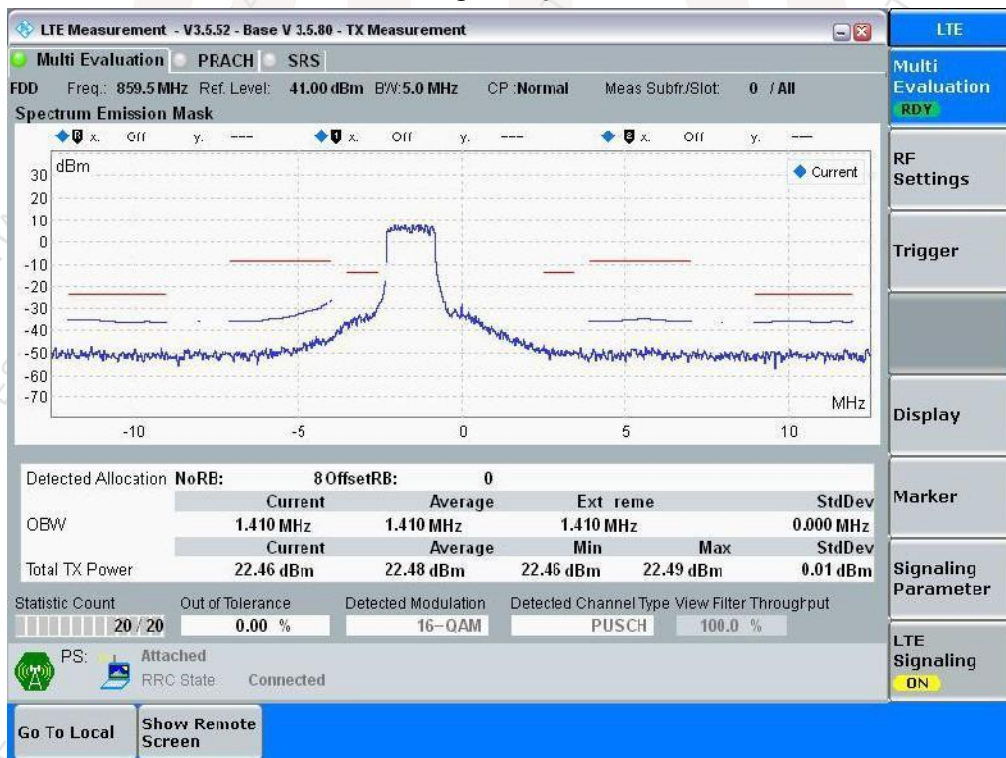 LTE Measurement - V3.5.52 - Base V 3.5.80 - TX Measurement
LTE
Multi Evaluation PRACH SRS
Multi
Evaluation
RDY
FDD Freq.: 859.5 MHz Ref. Level: 41.00 dBm BW:5.0 MHz CP :Normal Meas Subfr./Slot: 0 / All
Spectrum Emission Mask
0 x. Off y. --- 1 x. Off y. --- 2 x. Off y. ---
dBm
Current
30
20
10
0
-10
-20
-30
-40
-50
-60
-70
MHz
-10 -5 0 5 10
RF
Settings
Trigger
Display
Marker
Signaling
Parameter
LTE
Signaling
ON
Detected Allocation NoRB: 8 OffsetRB: 0
Current Average Ext reme StdDev
OBW 1.410 MHz 1.410 MHz 1.410 MHz 0.000 MHz
Current Average Min Max StdDev
Total TX Power 22.46 dBm 22.48 dBm 22.46 dBm 22.49 dBm 0.01 dBm
Statistic Count Out of Tolerance Detected Modulation Detected Channel Type View Filter Throughput
20 / 20 0.00 % 16-QAM PUSCH 100.0 %
PS: Attached
RRC State Connected
Go To Local
Show Remote
Screen